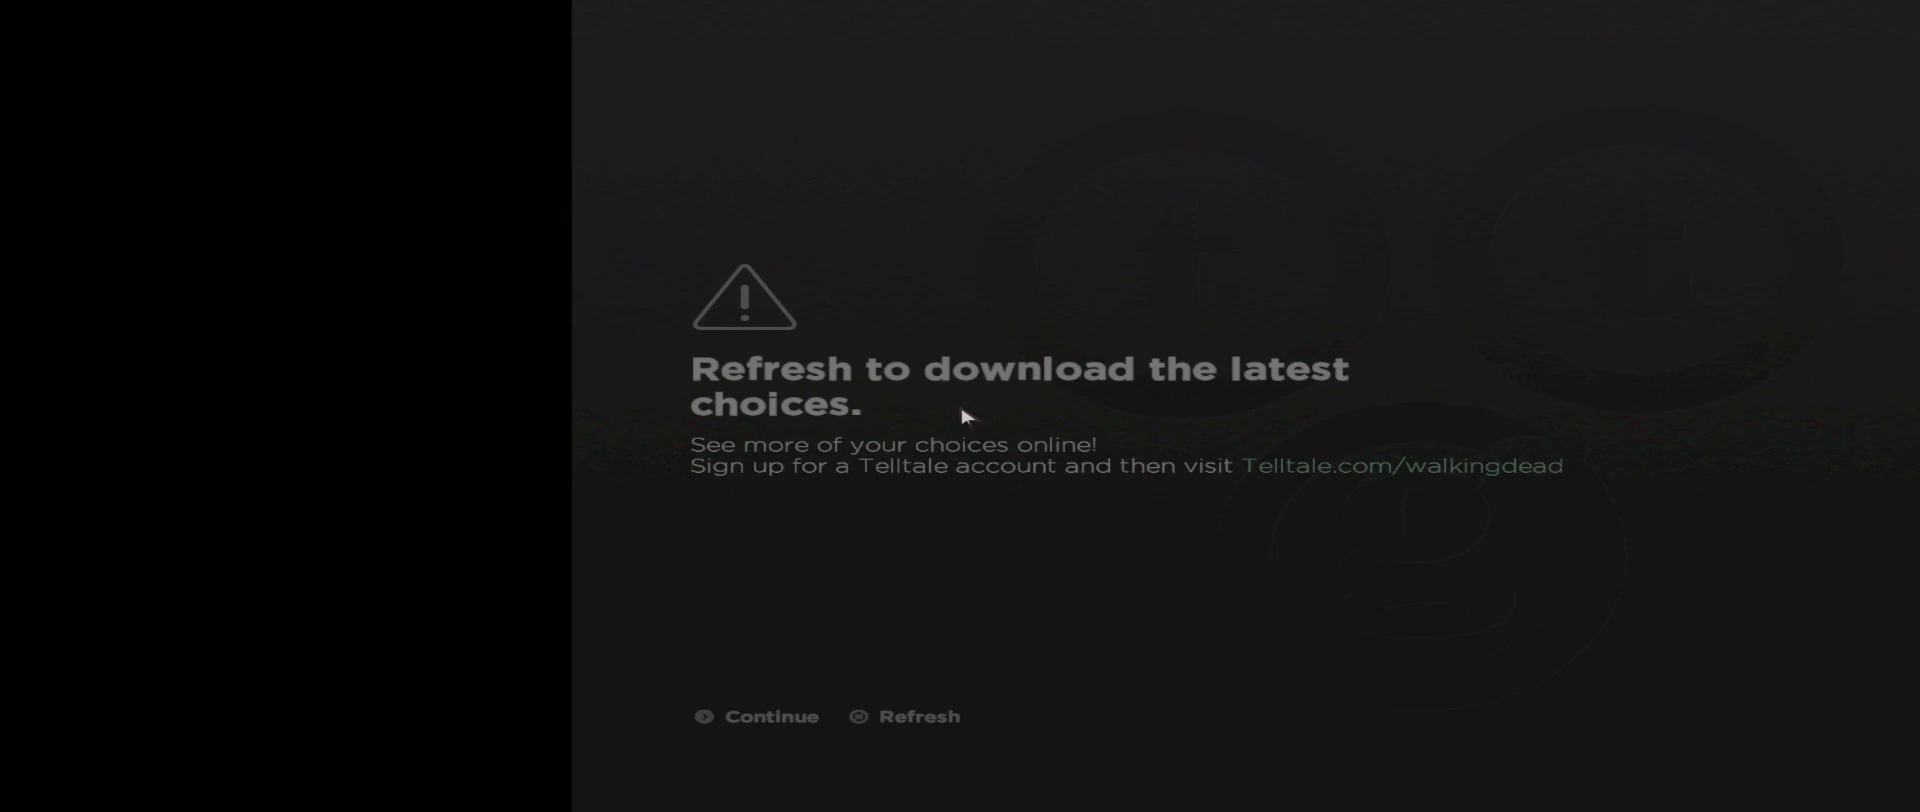 Refresh to download the latest
choices.
See more of your choices online!
Sign up for a Telltale account and then visit Telltale.com/walkingdead
Continue Refresh